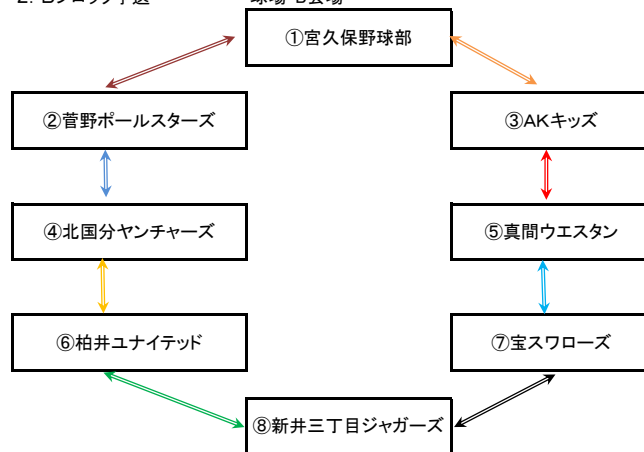 ①宮久保野球部
②菅野ポールスターズ
③AKキッズ
④北国分ヤンチャーズ
⑤真間ウエスタン
⑥柏井ユナイテッド
⑦宝スワローズ
⑧新井三丁目ジャガーズ